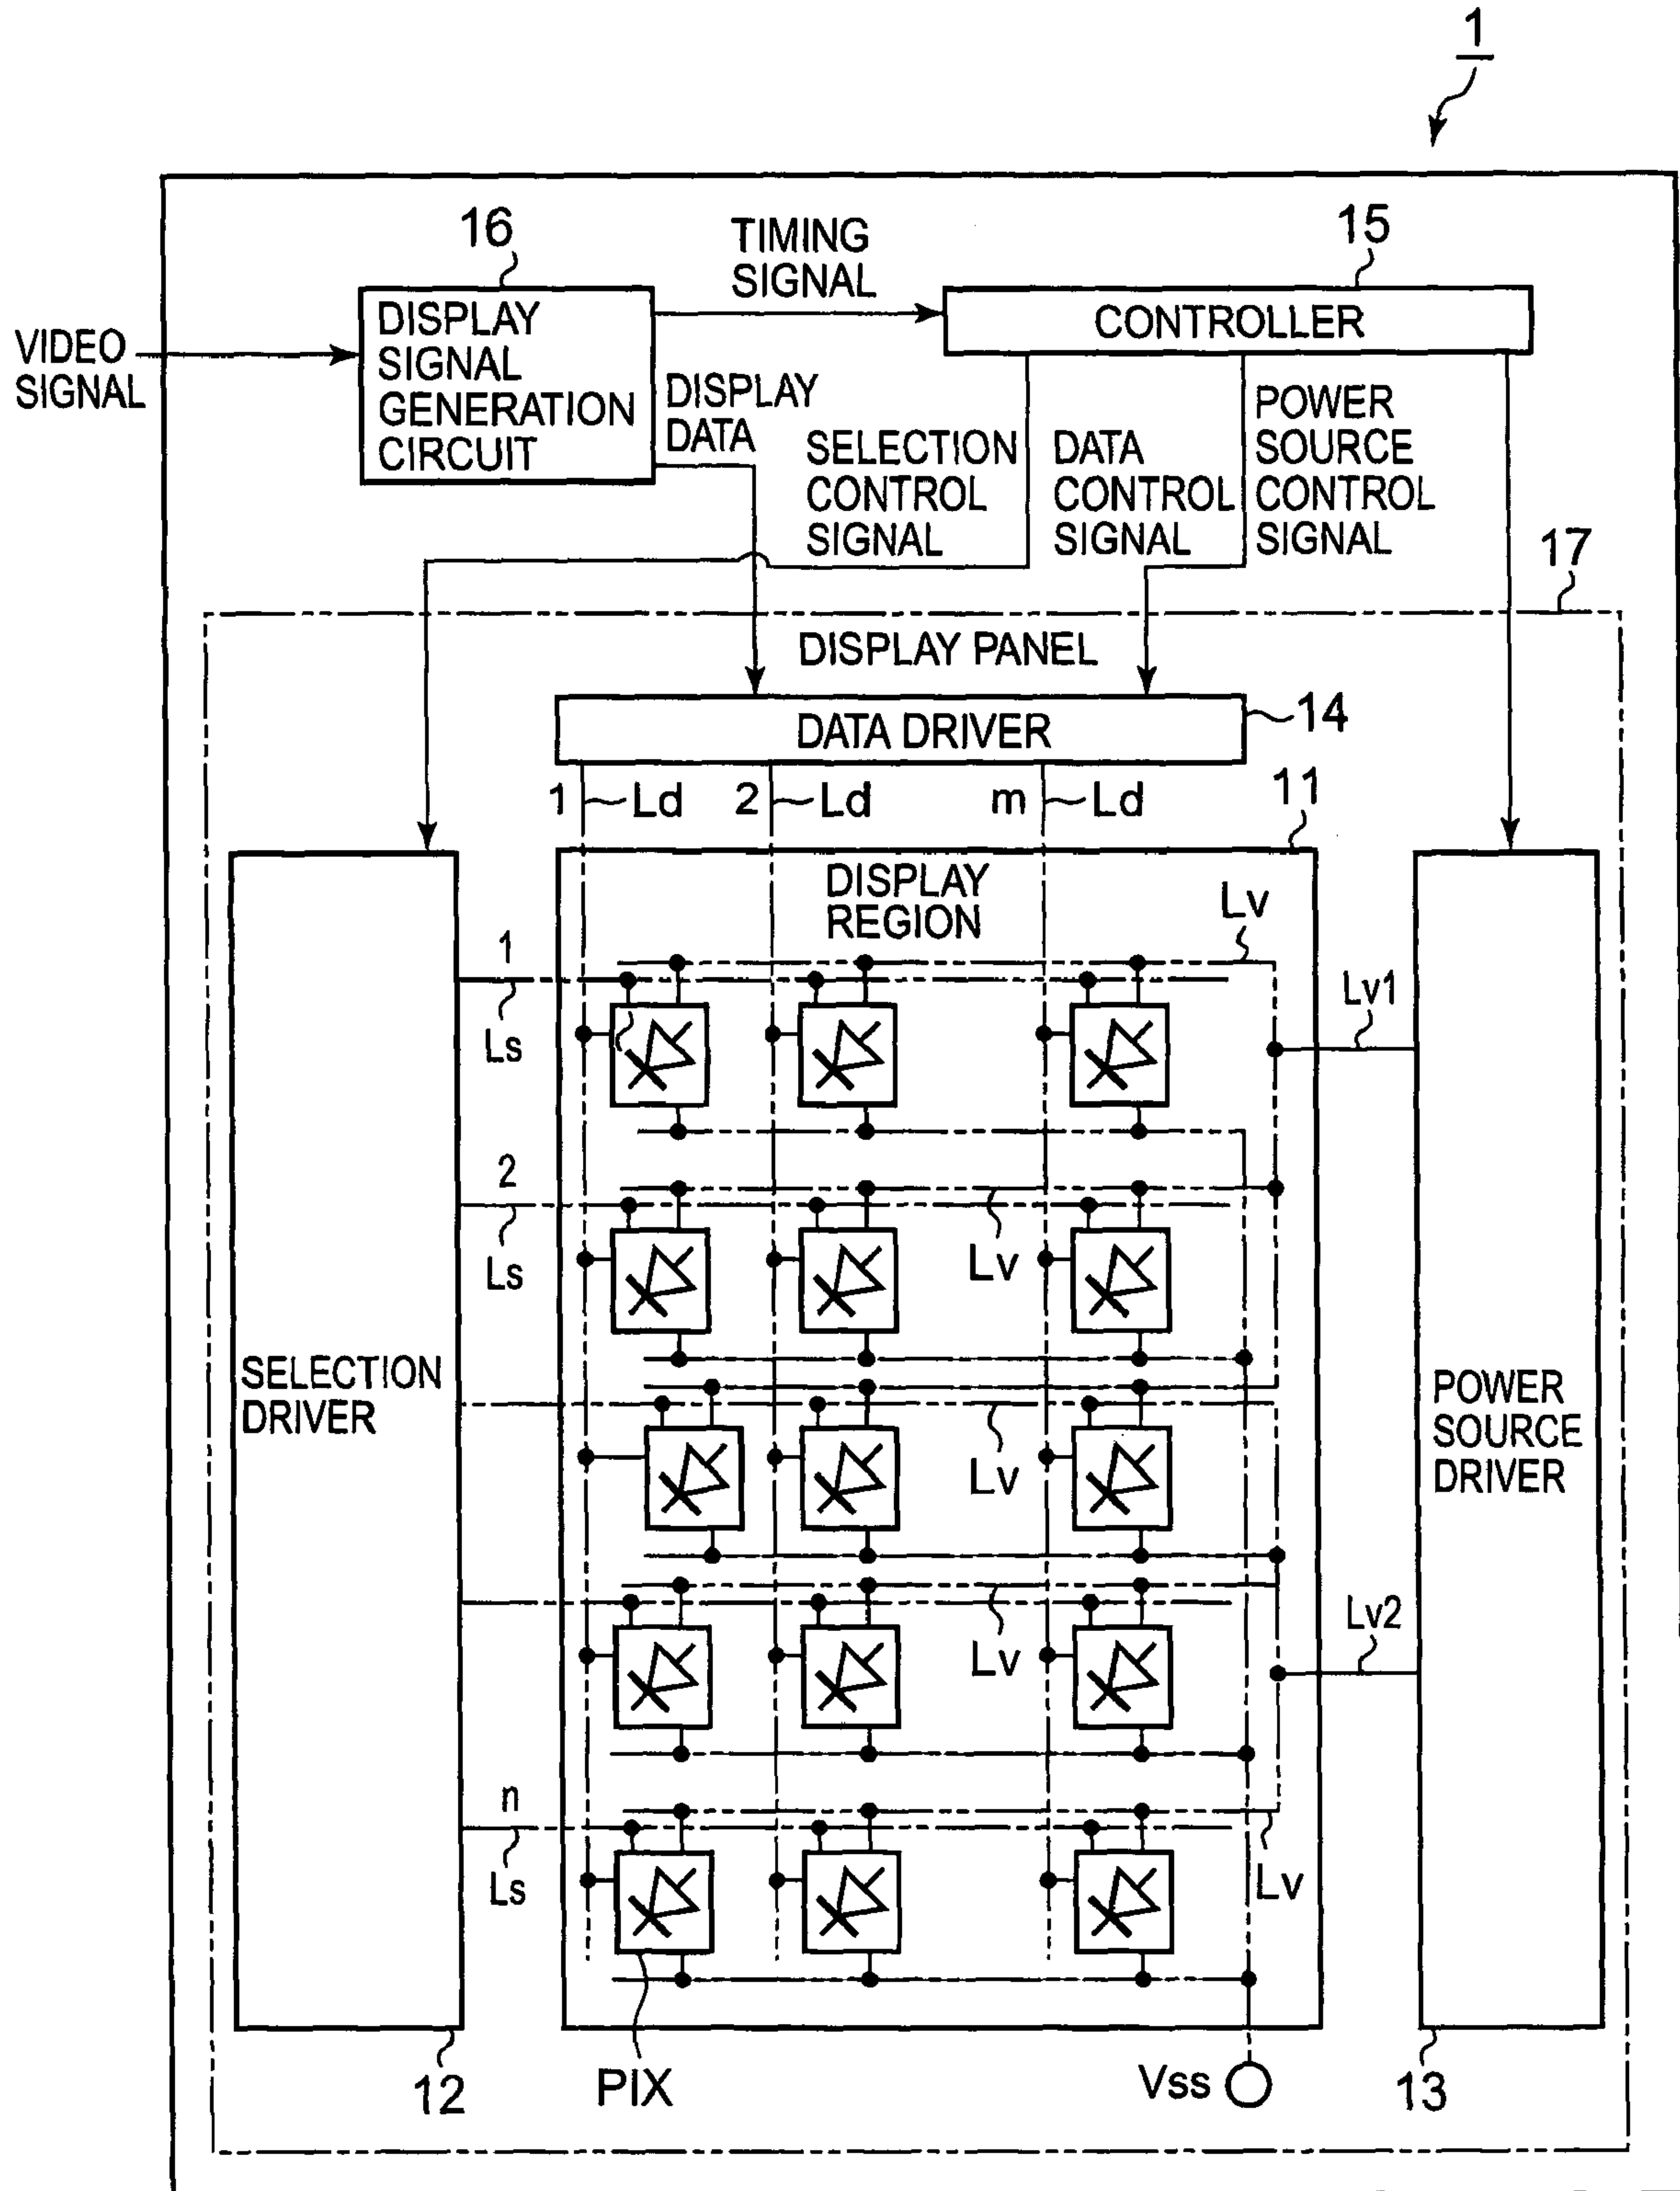 1
16
TIMING
SIGNAL
15
VIDEO
SIGNAL
DISPLAY
SIGNAL
GENERATION
CIRCUIT
CONTROLLER
DISPLAY
DATA
SELECTION
CONTROL
SIGNAL
DATA
CONTROL
SIGNAL
POWER
SOURCE
CONTROL
SIGNAL
17
DISPLAY PANEL
DATA DRIVER
14
1 Ld
2 Ld
m Ld
11
DISPLAY
REGION
Lv
1
Ls
Lv1
2
Ls
Lv
SELECTION
DRIVER
Lv
POWER
SOURCE
DRIVER
Lv
Lv2
n
Ls
Lv
12
PIX
Vss
13